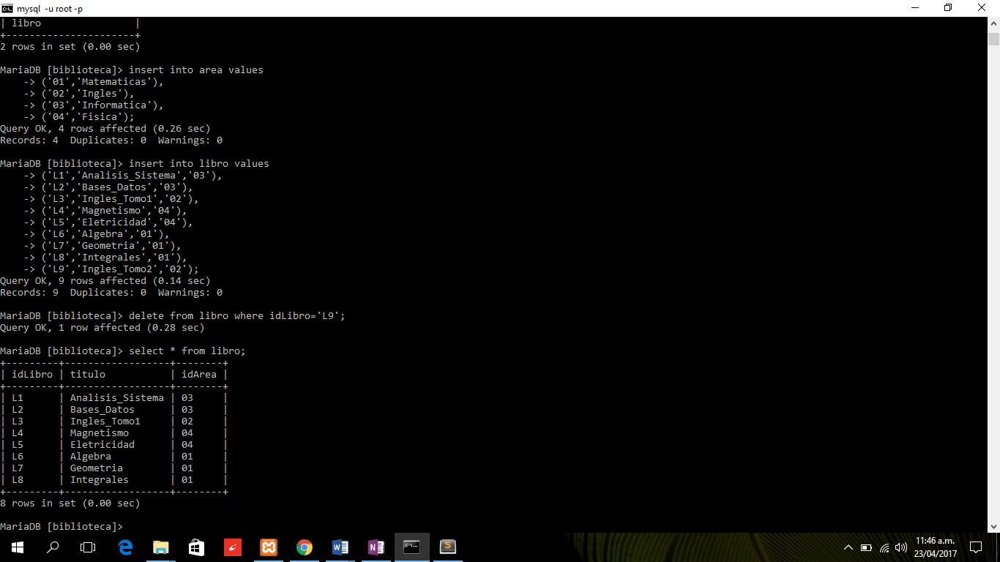 mysql -u root -p
| libro                |
+----------------------+
2 rows in set (0.00 sec)
MariaDB [biblioteca]> insert into area values
    -> ('01','Matematicas'),
    -> ('02','Ingles'),
    -> ('03','Informatica'),
    -> ('04','Fisica');
Query OK, 4 rows affected (0.26 sec)
Records: 4  Duplicates: 0  Warnings: 0
MariaDB [biblioteca]> insert into libro values
    -> ('L1','Analisis_Sistema','03'),
    -> ('L2','Bases_Datos','03'),
    -> ('L3','Ingles_Tomo1','02'),
    -> ('L4','Magnetismo','04'),
    -> ('L5','Eletricidad','04'),
    -> ('L6','Algebra','01'),
    -> ('L7','Geometria','01'),
    -> ('L8','Integrales','01'),
    -> ('L9','Ingles_Tomo2','02');
Query OK, 9 rows affected (0.14 sec)
Records: 9  Duplicates: 0  Warnings: 0
MariaDB [biblioteca]> delete from libro where idLibro='L9';
Query OK, 1 row affected (0.28 sec)
MariaDB [biblioteca]> select * from libro;
+---------+------------------+--------+
| idLibro | titulo           | idArea |
+---------+------------------+--------+
| L1      | Analisis_Sistema | 03     |
| L2      | Bases_Datos      | 03     |
| L3      | Ingles_Tomo1     | 02     |
| L4      | Magnetismo       | 04     |
| L5      | Eletricidad      | 04     |
| L6      | Algebra          | 01     |
| L7      | Geometria        | 01     |
| L8      | Integrales       | 01     |
+---------+------------------+--------+
8 rows in set (0.00 sec)
MariaDB [biblioteca]>
11:46 a.m.
23/04/2017